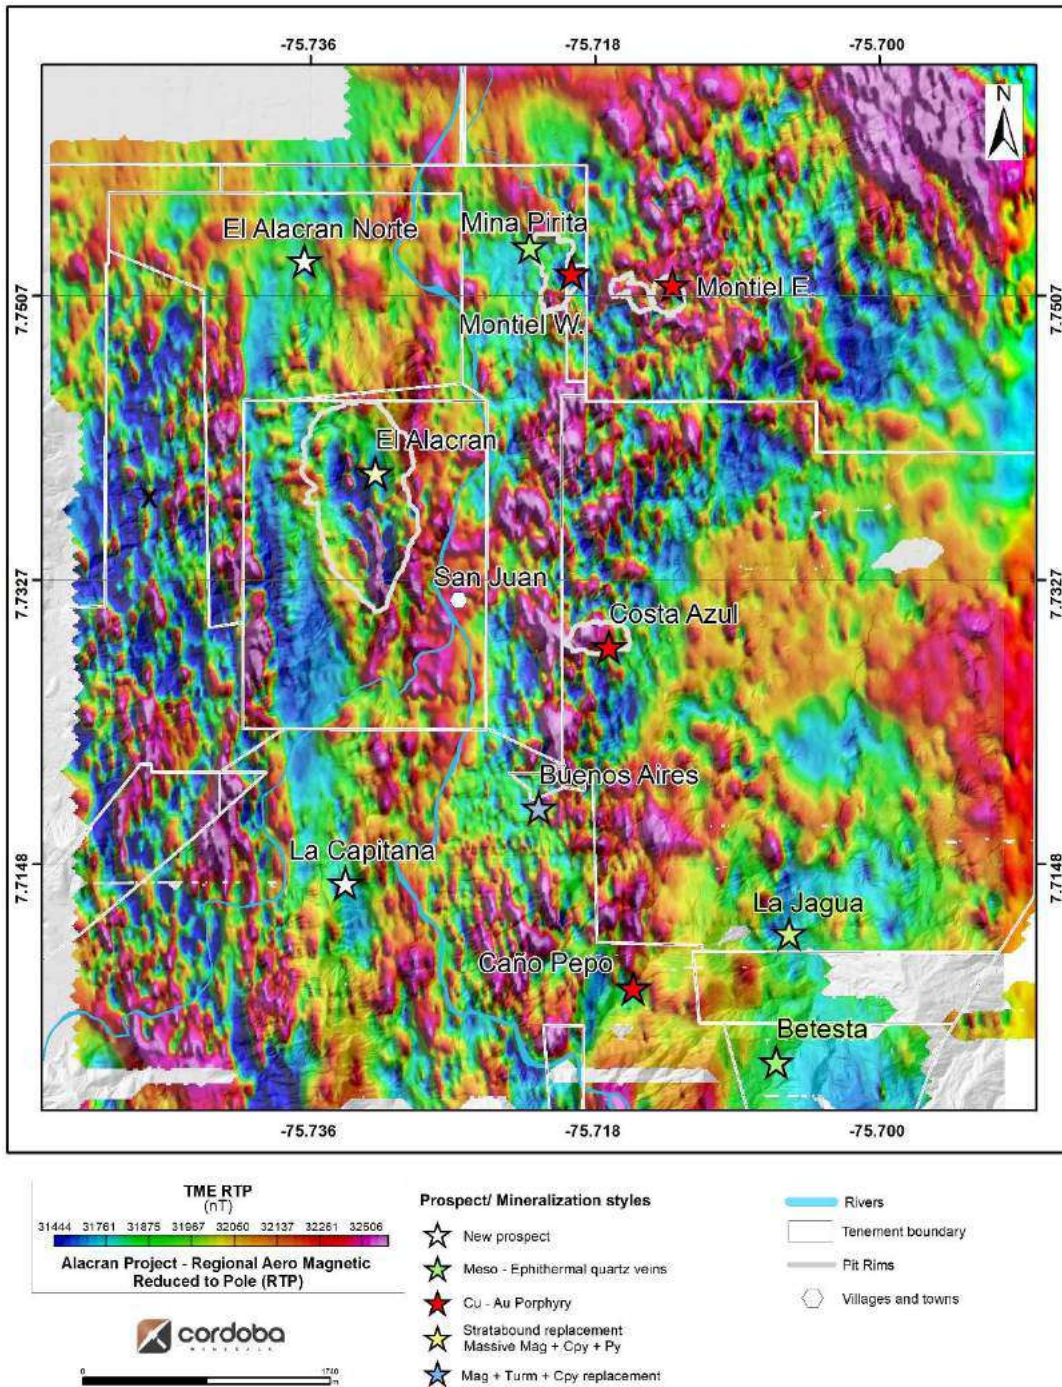 -75.736 -75.718 -75.700
N
El Alacran Norte
Mina Pirita
Montiel E.
Montiel W.
7.7507 7.7507
El Alacran
X
San Juan
7.7327 7.7327
Costa Azul
Buenos Aires
La Capitana
7.7148 7.7148
La Jagua
Caño Pepo
Betesta
-75.736 -75.718 -75.700
TME RTP
(nT)
31444 31761 31875 31967 32060 32137 32261 32506
Alacran Project - Regional Aero Magnetic
Reduced to Pole (RTP)
cordoba
MINERALS
0 1740
m
Prospect/ Mineralization styles
New prospect
Meso - Ephithermal quartz veins
Cu - Au Porphyry
Stratabound replacement
Massive Mag + Cpy + Py
Mag + Turm + Cpy replacement
Rivers
Tenement boundary
Pit Rims
Villages and towns